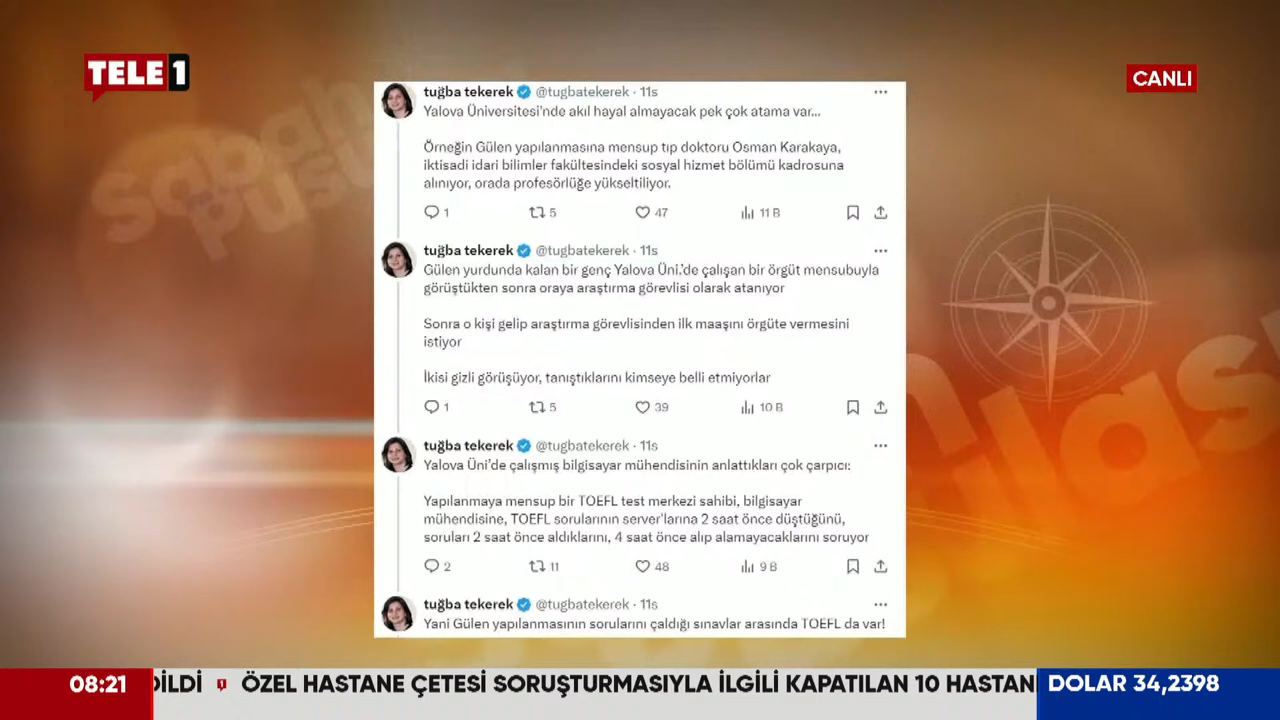 TELE1
CANLI
tuğba tekerek @tugbatekerek · 11s
Yalova Üniversitesi'nde akıl hayal almayacak pek çok atama var...
Örneğin Gülen yapılanmasına mensup tıp doktoru Osman Karakaya,
iktisadi idari bilimler fakültesindeki sosyal hizmet bölümü kadrosuna
alınıyor, orada profesörlüğe yükseltiliyor.
1 5 47 11 B
tuğba tekerek @tugbatekerek · 11s
Gülen yurdunda kalan bir genç Yalova Üni.'de çalışan bir örgüt mensubuyla
görüştükten sonra oraya araştırma görevlisi olarak atanıyor
Sonra o kişi gelip araştırma görevlisinden ilk maaşını örgüte vermesini
istiyor
İkisi gizli görüşüyor, tanıştıklarını kimseye belli etmiyorlar
1 5 39 10 B
tuğba tekerek @tugbatekerek · 11s
Yalova Üni'de çalışmış bilgisayar mühendisinin anlattıkları çok çarpıcı:
Yapılanmaya mensup bir TOEFL test merkezi sahibi, bilgisayar
mühendisine, TOEFL sorularının server'larına 2 saat önce düştüğünü,
soruları 2 saat önce aldıklarını, 4 saat önce alıp alamayacaklarını soruyor
2 11 48 9 B
tuğba tekerek @tugbatekerek · 11s
Yani Gülen yapılanmasının sorularını çaldığı sınavlar arasında TOEFL da var!
08:21 DİLDİ ÖZEL HASTANE ÇETESİ SORUŞTURMASIYLA İLGİLİ KAPATILAN 10 HASTAN DOLAR 34,2398